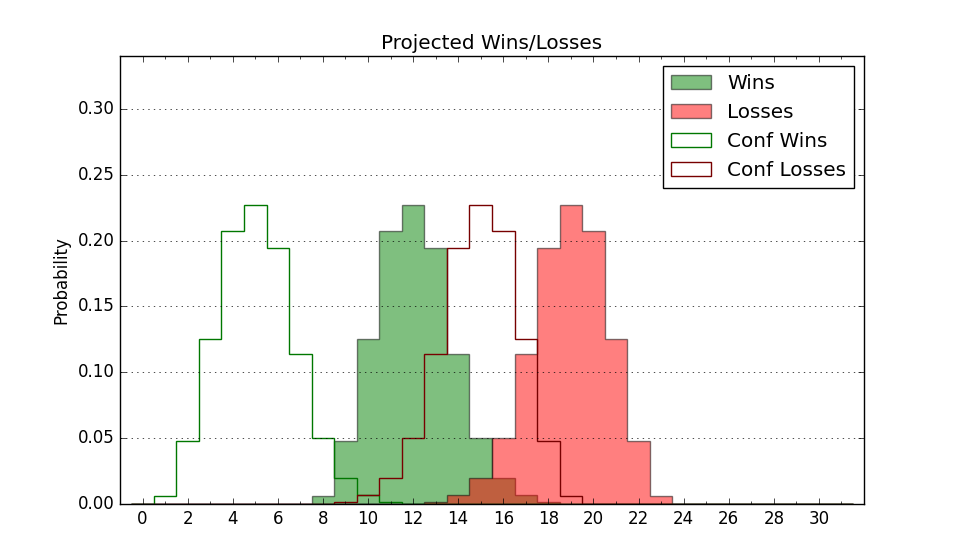 Projected Wins/Losses
Wins
Losses
Conf Wins
Conf Losses
Probability
0.30
0.25
0.20
0.15
0.10
0.05
0.00
0 2 4 6 8 10 12 14 16 18 20 22 24 26 28 30